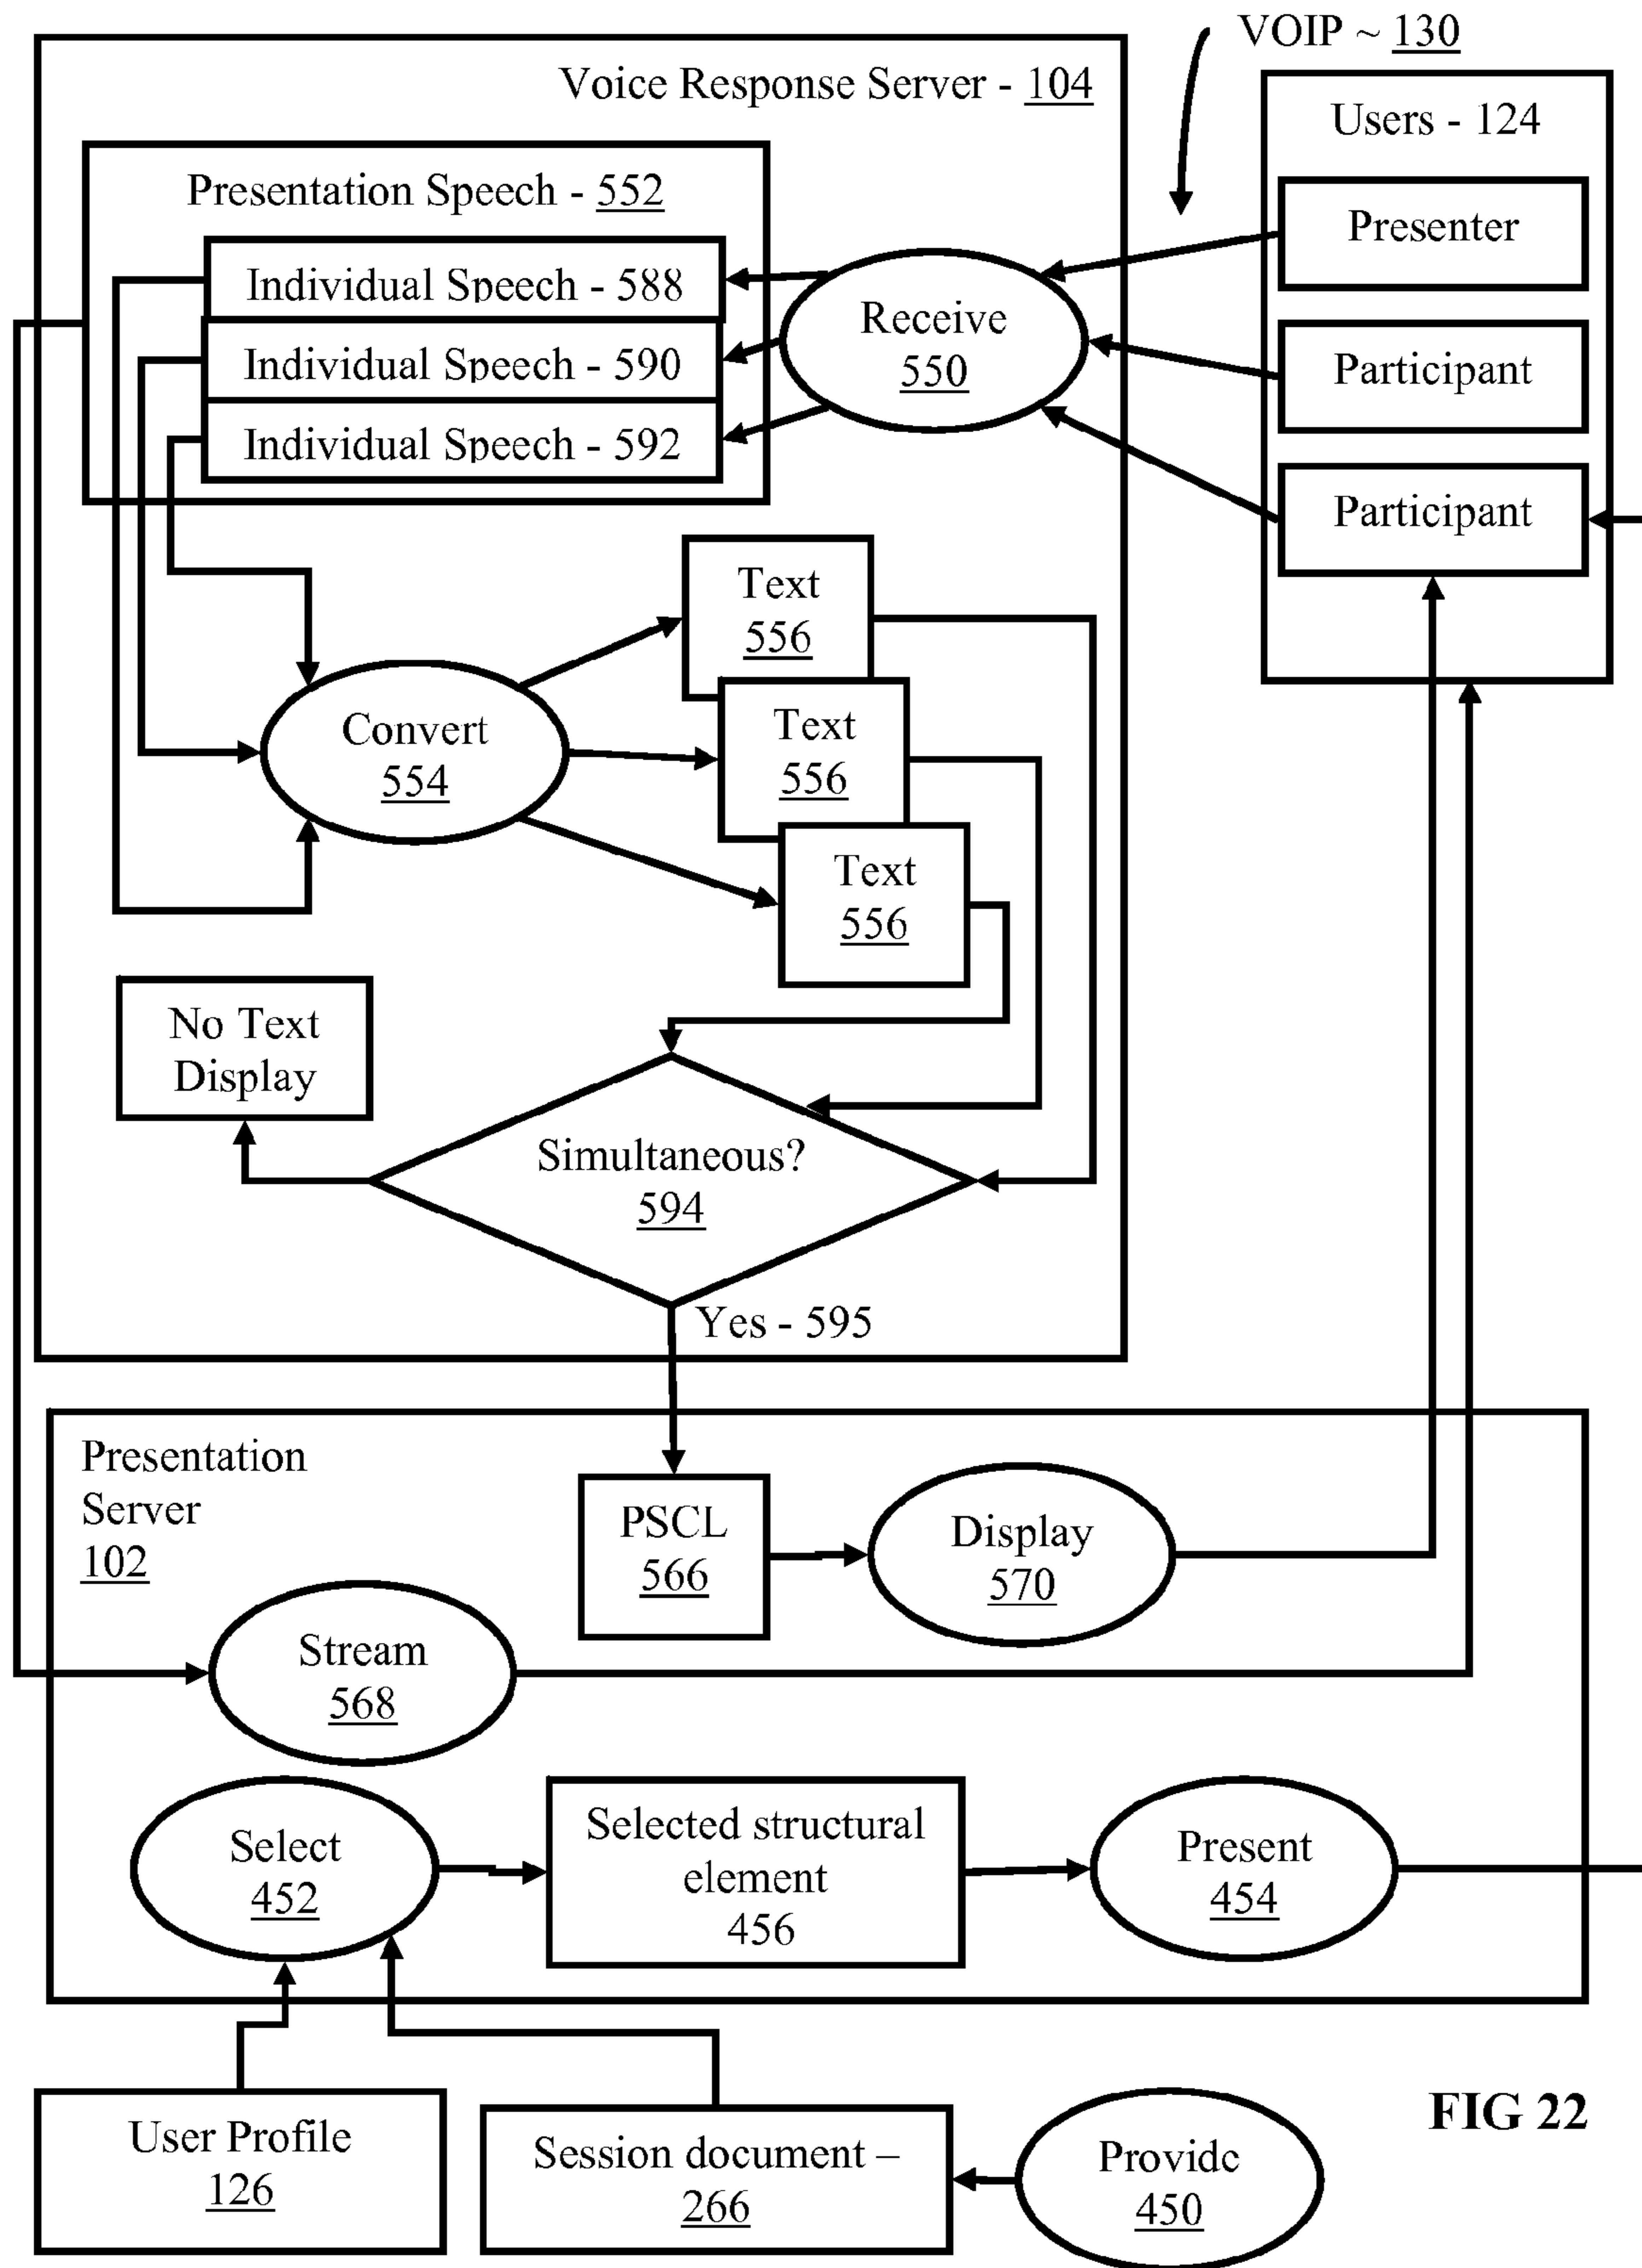 VOIP ~ 130
Voice Response Server - 104
Users - 124
Presentation Speech - 552
Presenter
Individual Speech - 588
Receive
550
Individual Speech - 590
Participant
Individual Speech - 592
Participant
Text
556
Convert
554
Text
556
Text
556
No Text
Display
Simultaneous?
594
Yes - 595
Presentation
Server
102
PSCL
566
Display
570
Stream
568
Select
452
Selected structural
element
456
Present
454
User Profile
126
Session document –
266
Provide
450
FIG 22